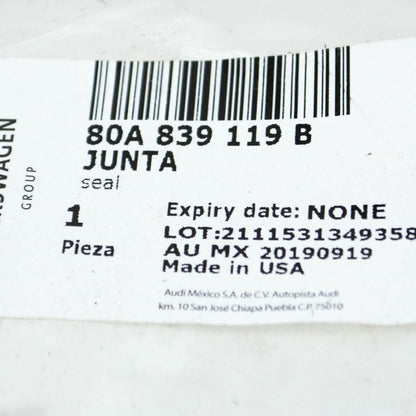 80A 839 119 B
JUNTA
seal
GROUP
1
Pieza
Expiry date: NONE
LOT:2111531349358
AU MX 20190919
Made in USA
Audi México S.A. de C.V. Autopista Audi
km. 10 San José Chiapa Puebla C.P. 75010